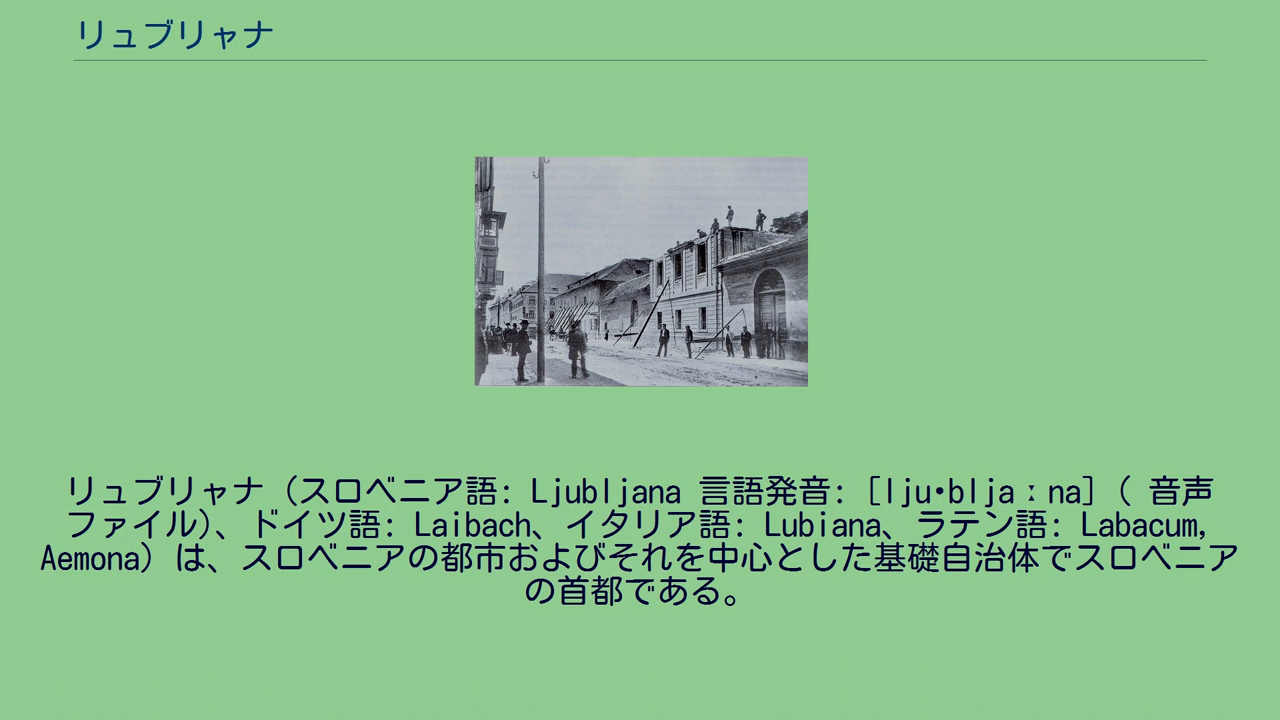 リュブリャナ
リュブリャナ（スロベニア語: Ljubljana 言語発音: [lju•bljaːna]（ 音声
ファイル)、ドイツ語: Laibach、イタリア語: Lubiana、ラテン語: Labacum,
Aemona）は、スロベニアの都市およびそれを中心とした基礎自治体でスロベニア
の首都である。